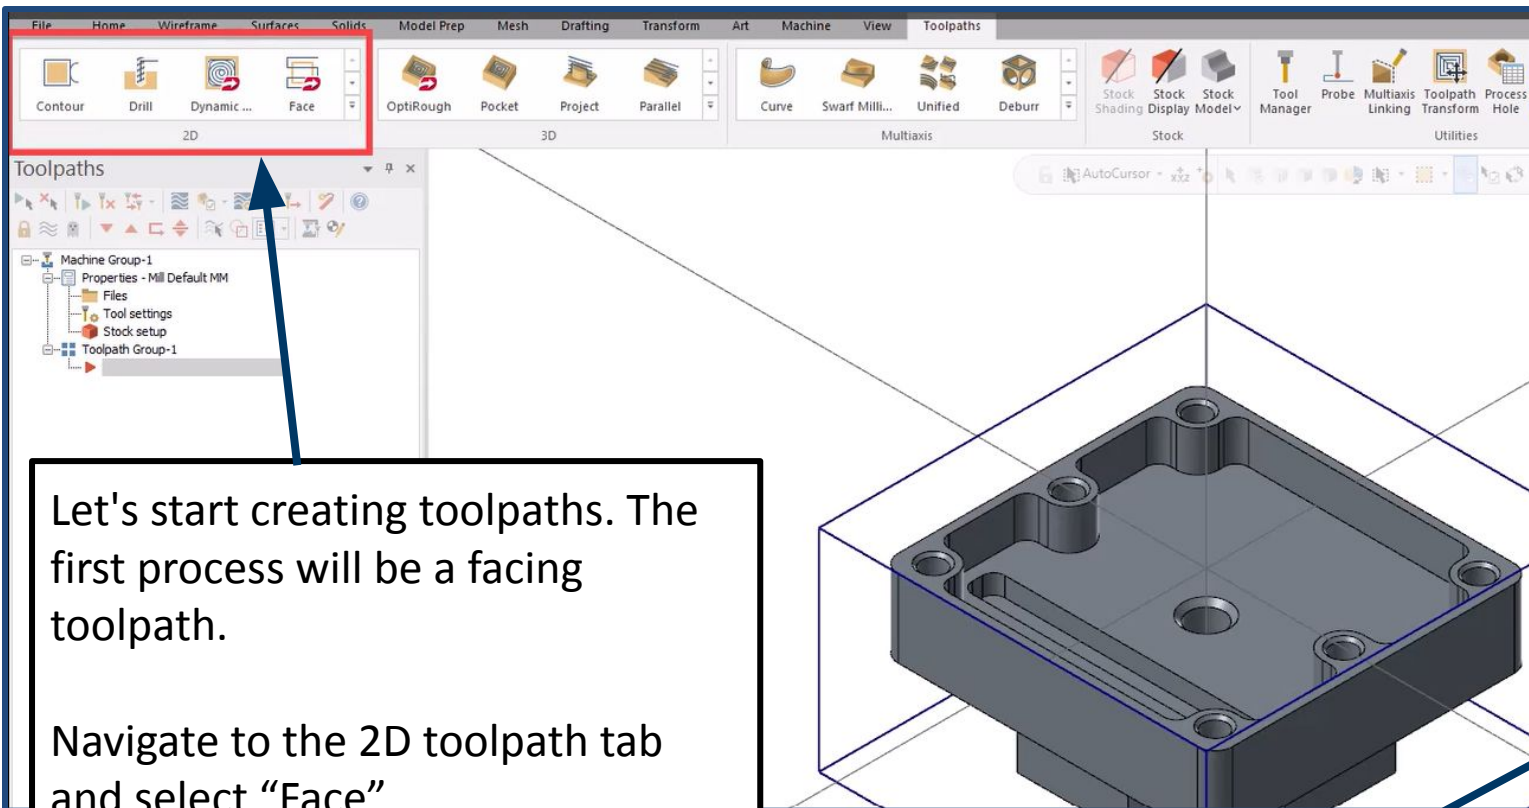 File Home Wireframe Surfaces Solids Model Prep Mesh Drafting Transform Art Machine View Toolpaths
Contour Drill Dynamic ... Face
2D
OptiRough Pocket Project Parallel
3D
Curve Swarf Milli... Unified Deburr
Multiaxis
Stock Shading
Stock Display
Stock Model
Stock
Tool Manager
Probe
Multiaxis Linking
Toolpath Transform
Process Hole
Utilities
Toolpaths
AutoCursor
Machine Group-1
Properties - Mill Default MM
Files
Tool settings
Stock setup
Toolpath Group-1
Let's start creating toolpaths. The
first process will be a facing
toolpath.
Navigate to the 2D toolpath tab
and select “Face”